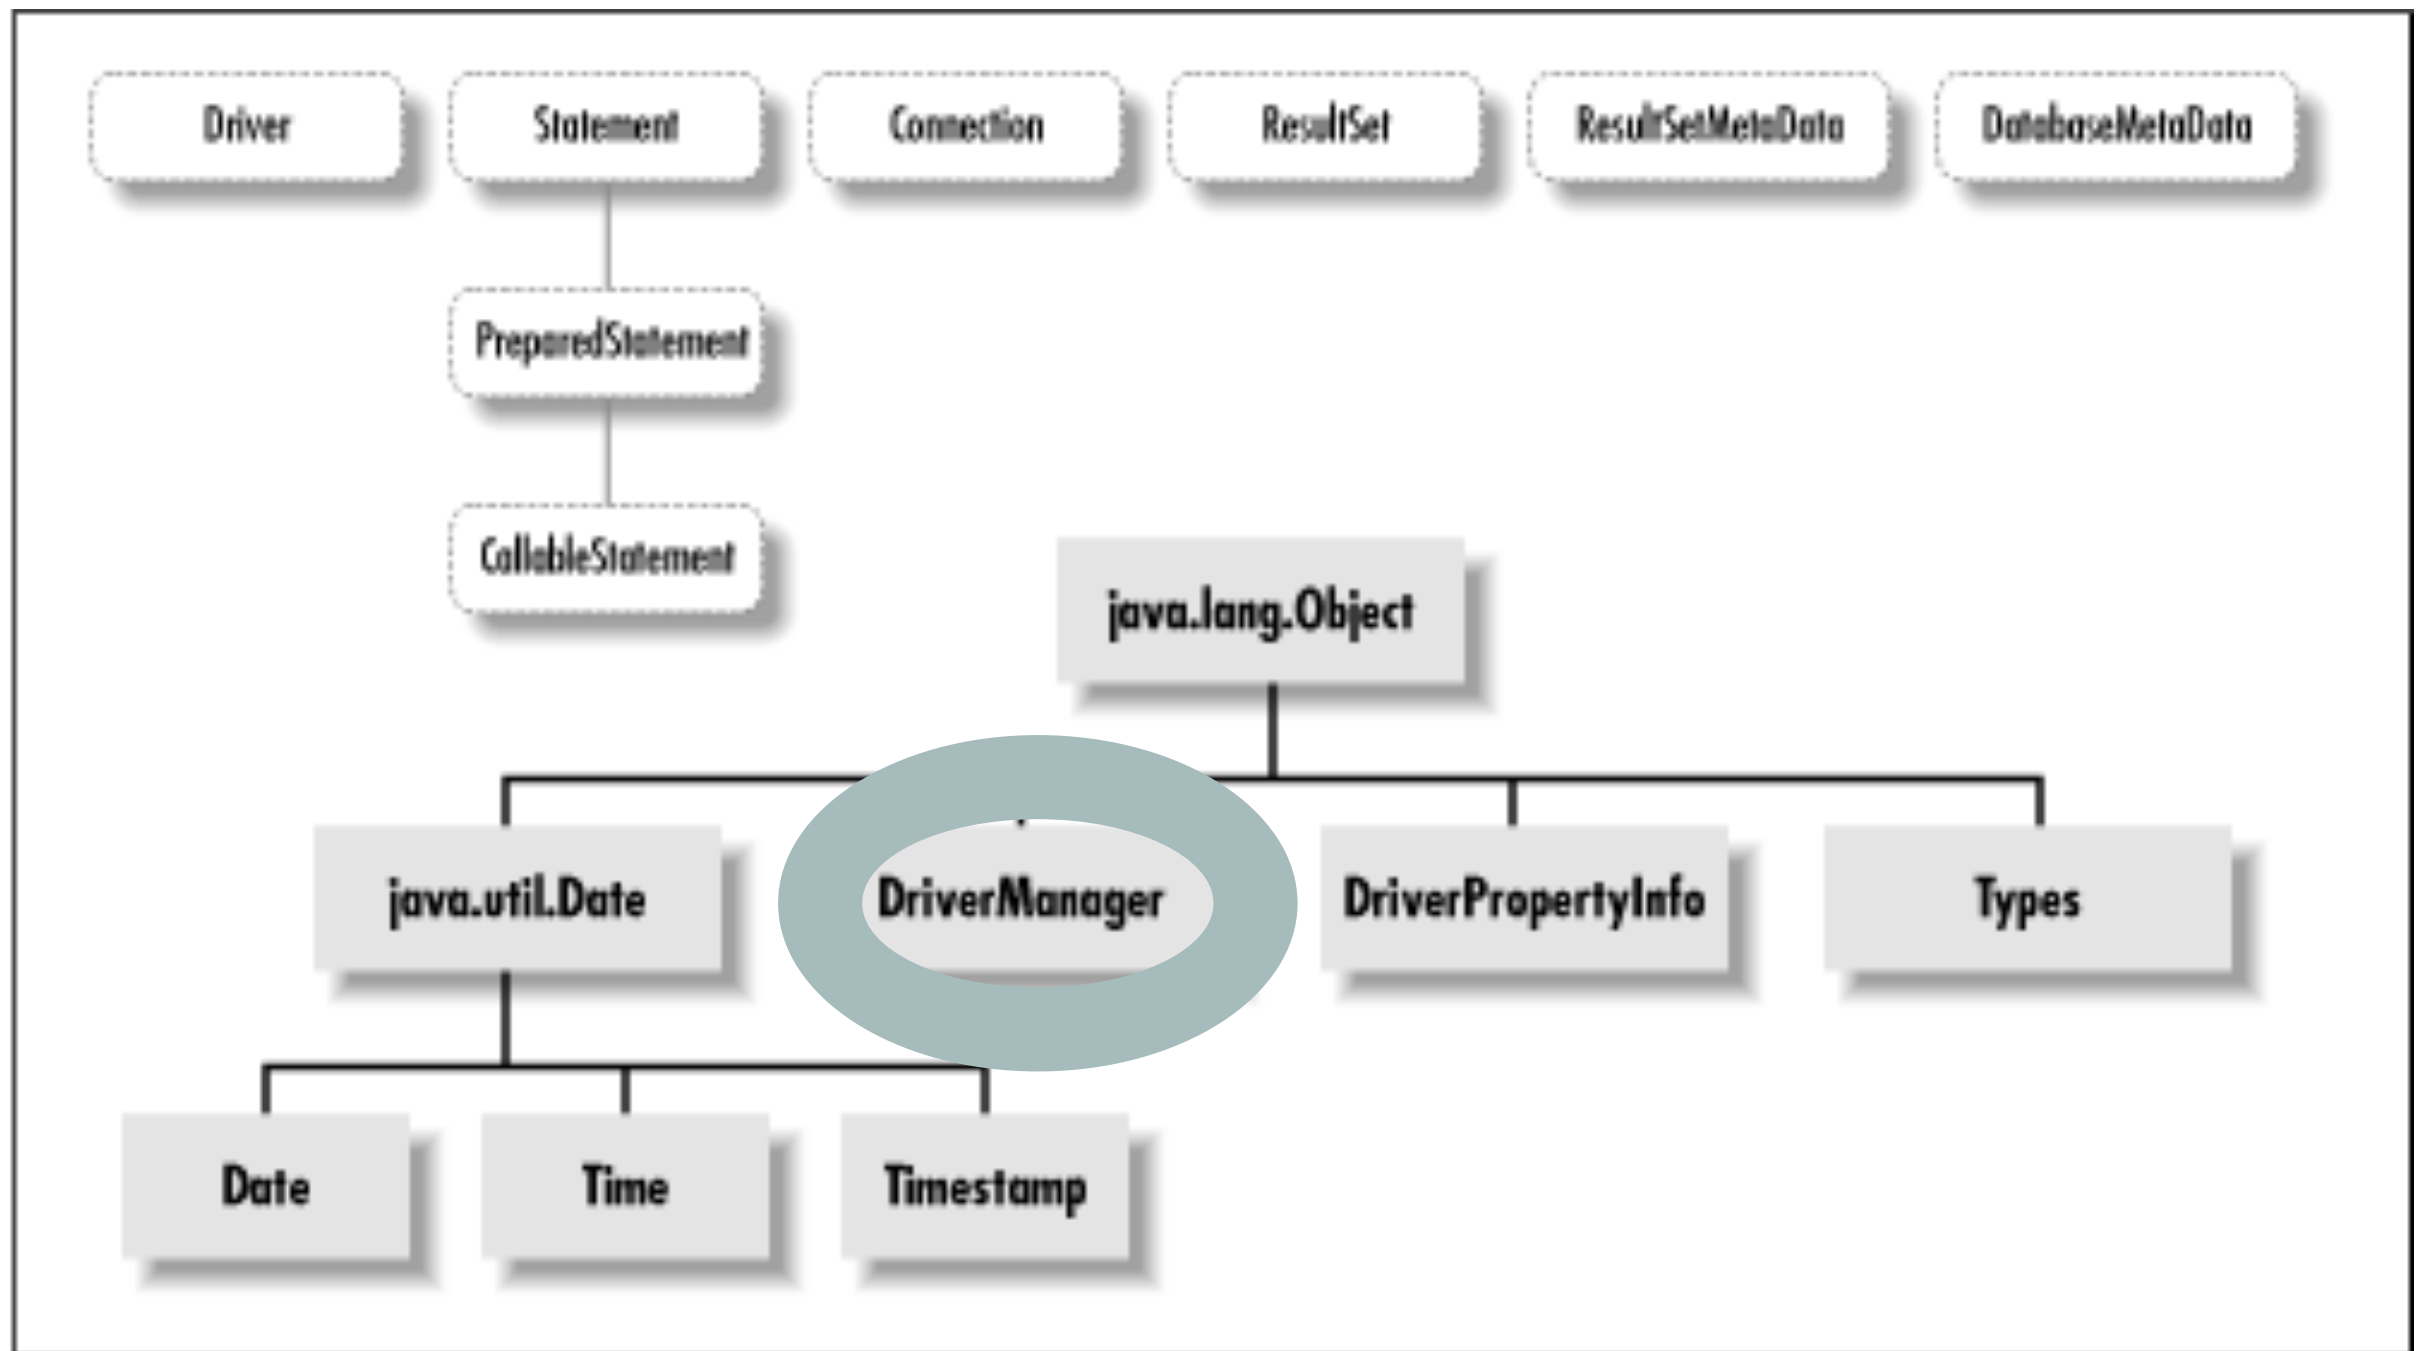 Driver
Statement
Connection
ResultSet
ResultSetMetaData
DatabaseMetaData
PreparedStatement
CallableStatement
java.lang.Object
java.util.Date
DriverManager
DriverPropertyInfo
Types
Date
Time
Timestamp